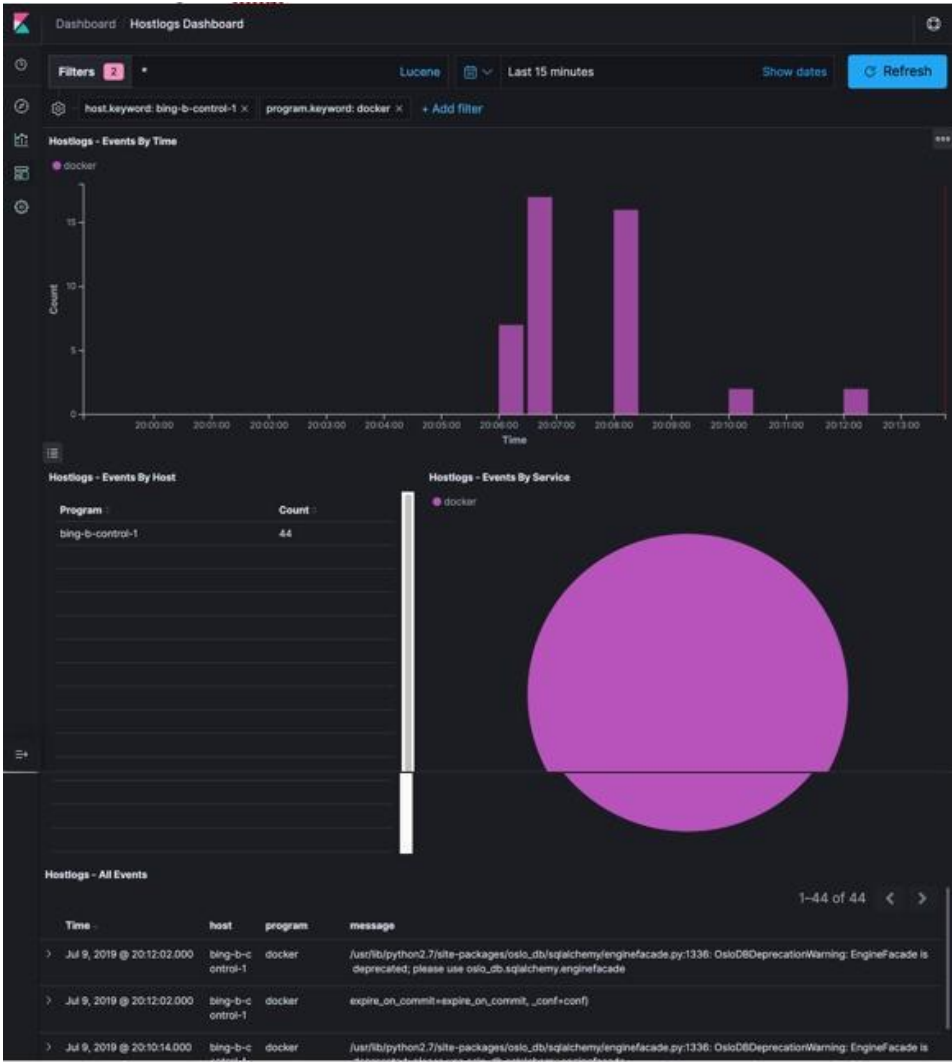 Dashboard / Hostlogs Dashboard
Filters 2 * Lucene Last 15 minutes Show dates Refresh
host.keyword: bing-b-control-1 × program.keyword: docker × + Add filter
Hostlogs - Events By Time
docker
15
10
5
0
Count
20:00:00 20:01:00 20:02:00 20:03:00 20:04:00 20:05:00 20:06:00 20:07:00 20:08:00 20:09:00 20:10:00 20:11:00 20:12:00 20:13:00
Time
Hostlogs - Events By Host
Program Count
bing-b-control-1 44
Hostlogs - Events By Service
docker
Hostlogs - All Events
1–44 of 44
Time host program message
Jul 9, 2019 @ 20:12:02.000 bing-b-c docker /usr/lib/python2.7/site-packages/oslo_db/sqlalchemy/enginefacade.py:1336: OsloDBDeprecationWarning: EngineFacade is
ontrol-1 deprecated; please use oslo_db.sqlalchemy.enginefacade
Jul 9, 2019 @ 20:12:02.000 bing-b-c docker expire_on_commit=expire_on_commit, _conf=conf)
ontrol-1
Jul 9, 2019 @ 20:10:14.000 bing-b-c docker /usr/lib/python2.7/site-packages/oslo_db/sqlalchemy/enginefacade.py:1336: OsloDBDeprecationWarning: EngineFacade is